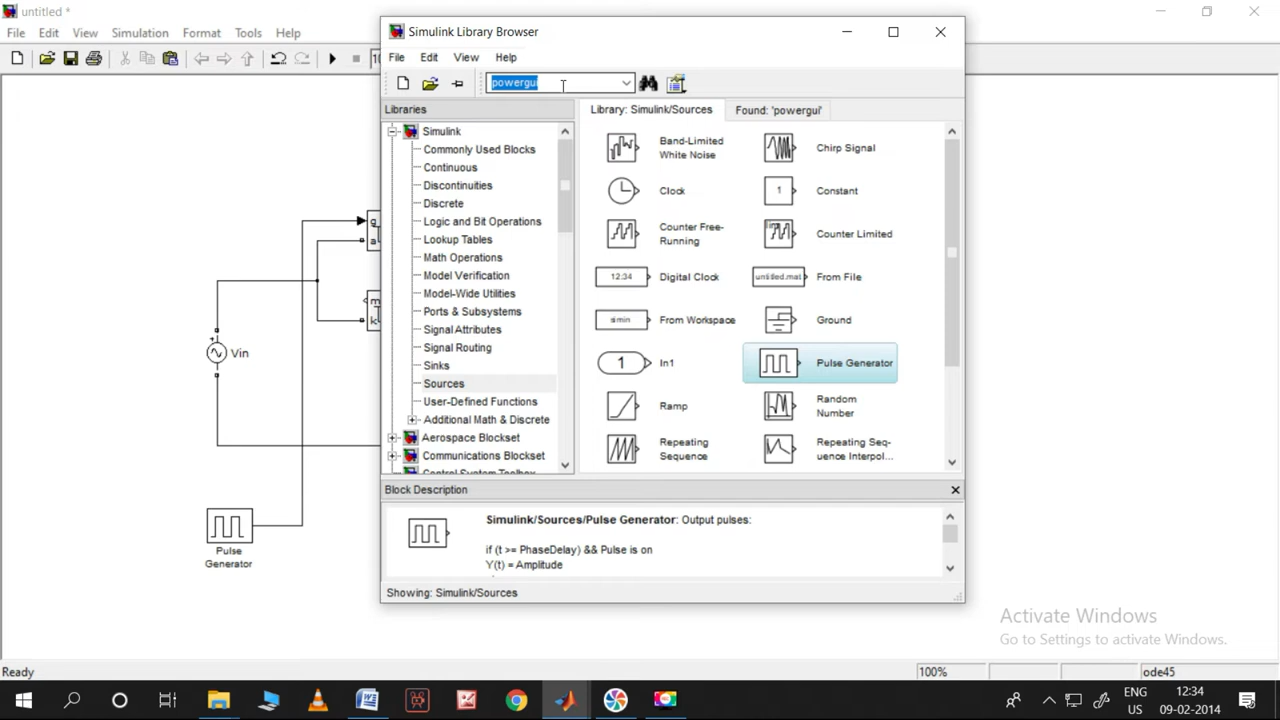 untitled *
File Edit View Simulation Format Tools Help
Simulink Library Browser
File Edit View Help
powergui
Libraries
Library: Simulink/Sources
Found: 'powergui'
Simulink
Commonly Used Blocks
Continuous
Discontinuities
Discrete
Logic and Bit Operations
Lookup Tables
Math Operations
Model Verification
Model-Wide Utilities
Ports & Subsystems
Signal Attributes
Signal Routing
Sinks
Sources
User-Defined Functions
Additional Math & Discrete
Aerospace Blockset
Communications Blockset
Control System Toolbox
Band-Limited
White Noise
Chirp Signal
Clock
1
Constant
Counter Free-
Running
Counter Limited
12:34
Digital Clock
untitled.mat
From File
simin
From Workspace
Ground
1
In1
Pulse Generator
Ramp
Random
Number
Repeating
Sequence
Repeating Seq-
uence Interpol...
Block Description
Simulink/Sources/Pulse Generator: Output pulses:
if (t >= PhaseDelay) && Pulse is on
Y(t) = Amplitude
Showing: Simulink/Sources
g
a
m
k
Vin
Pulse
Generator
Activate Windows
Go to Settings to activate Windows.
Ready
100%
ode45
ENG
US
12:34
09-02-2014